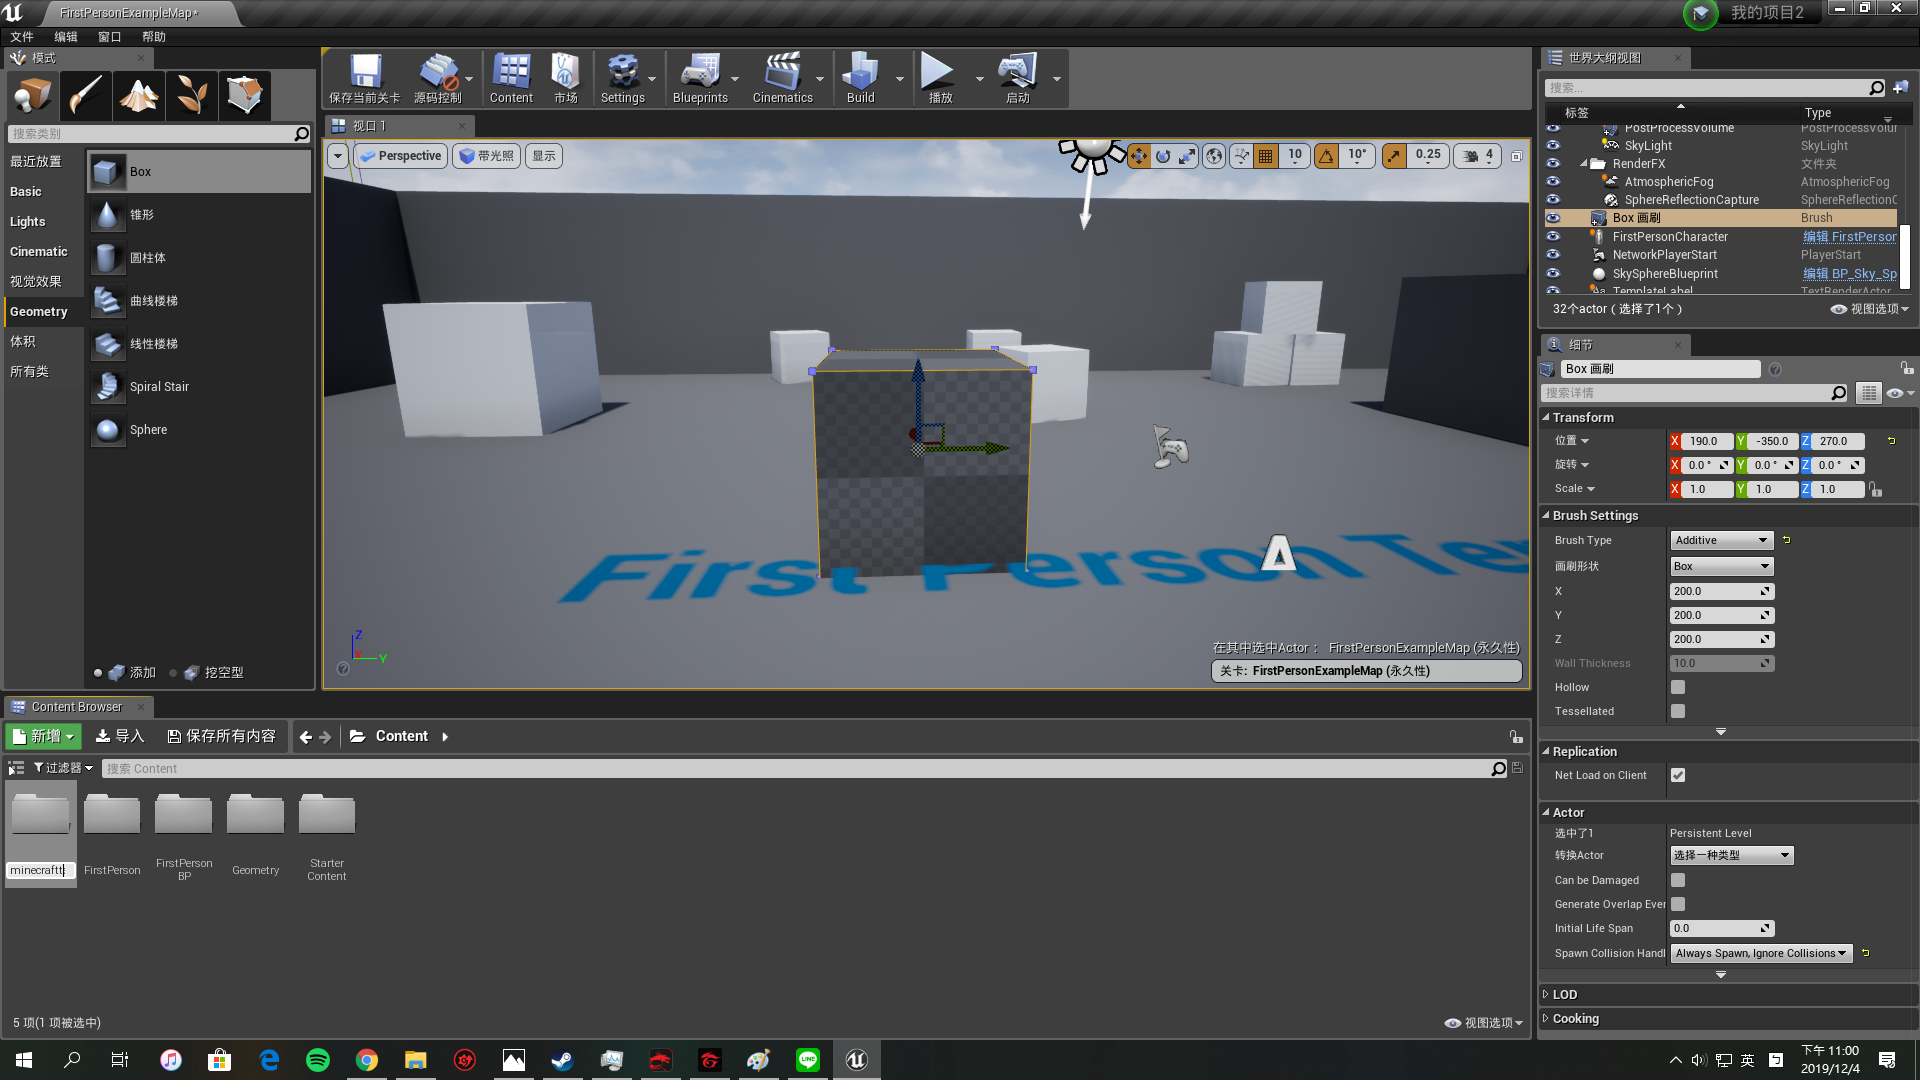 FirstPersonExampleMap*
我的项目2
文件 编辑 窗口 帮助
模式
搜索类别
最近放置
Basic
Lights
Cinematic
视觉效果
Geometry
体积
所有类
Box
锥形
圆柱体
曲线楼梯
线性楼梯
Spiral Stair
Sphere
添加 挖空型
保存当前关卡 源码控制 Content 市场 Settings Blueprints Cinematics Build 播放 启动
视口 1
Perspective 带光照 显示
10 10° 0.25 4
First Person Te
A
Z
Y
在其中选中Actor： FirstPersonExampleMap (永久性)
关卡: FirstPersonExampleMap (永久性)
世界大纲视图
搜索...
标签 Type
PostProcessVolume PostProcessVolur
SkyLight SkyLight
RenderFX 文件夹
AtmosphericFog AtmosphericFog
SphereReflectionCapture SphereReflectionC
Box 画刷 Brush
FirstPersonCharacter 编辑 FirstPerson
NetworkPlayerStart PlayerStart
SkySphereBlueprint 编辑 BP_Sky_Sp
TemplateLabel TextRenderActor
32个actor ( 选择了1个 ) 视图选项
细节
Box 画刷
搜索详情
Transform
位置 X 190.0 Y -350.0 Z 270.0
旋转 X 0.0 ° Y 0.0 ° Z 0.0 °
Scale X 1.0 Y 1.0 Z 1.0
Brush Settings
Brush Type Additive
画刷形状 Box
X 200.0
Y 200.0
Z 200.0
Wall Thickness 10.0
Hollow
Tessellated
Replication
Net Load on Client
Actor
选中了1 Persistent Level
转换Actor 选择一种类型
Can be Damaged
Generate Overlap Ever
Initial Life Span 0.0
Spawn Collision Handl Always Spawn, Ignore Collisions
LOD
Cooking
Content Browser
新增 导入 保存所有内容 Content
过滤器 搜索 Content
FirstPerson
FirstPerson
BP
Geometry
Starter
Content
5 项(1 项被选中) 视图选项
LINE
英
下午 11:00
2019/12/4